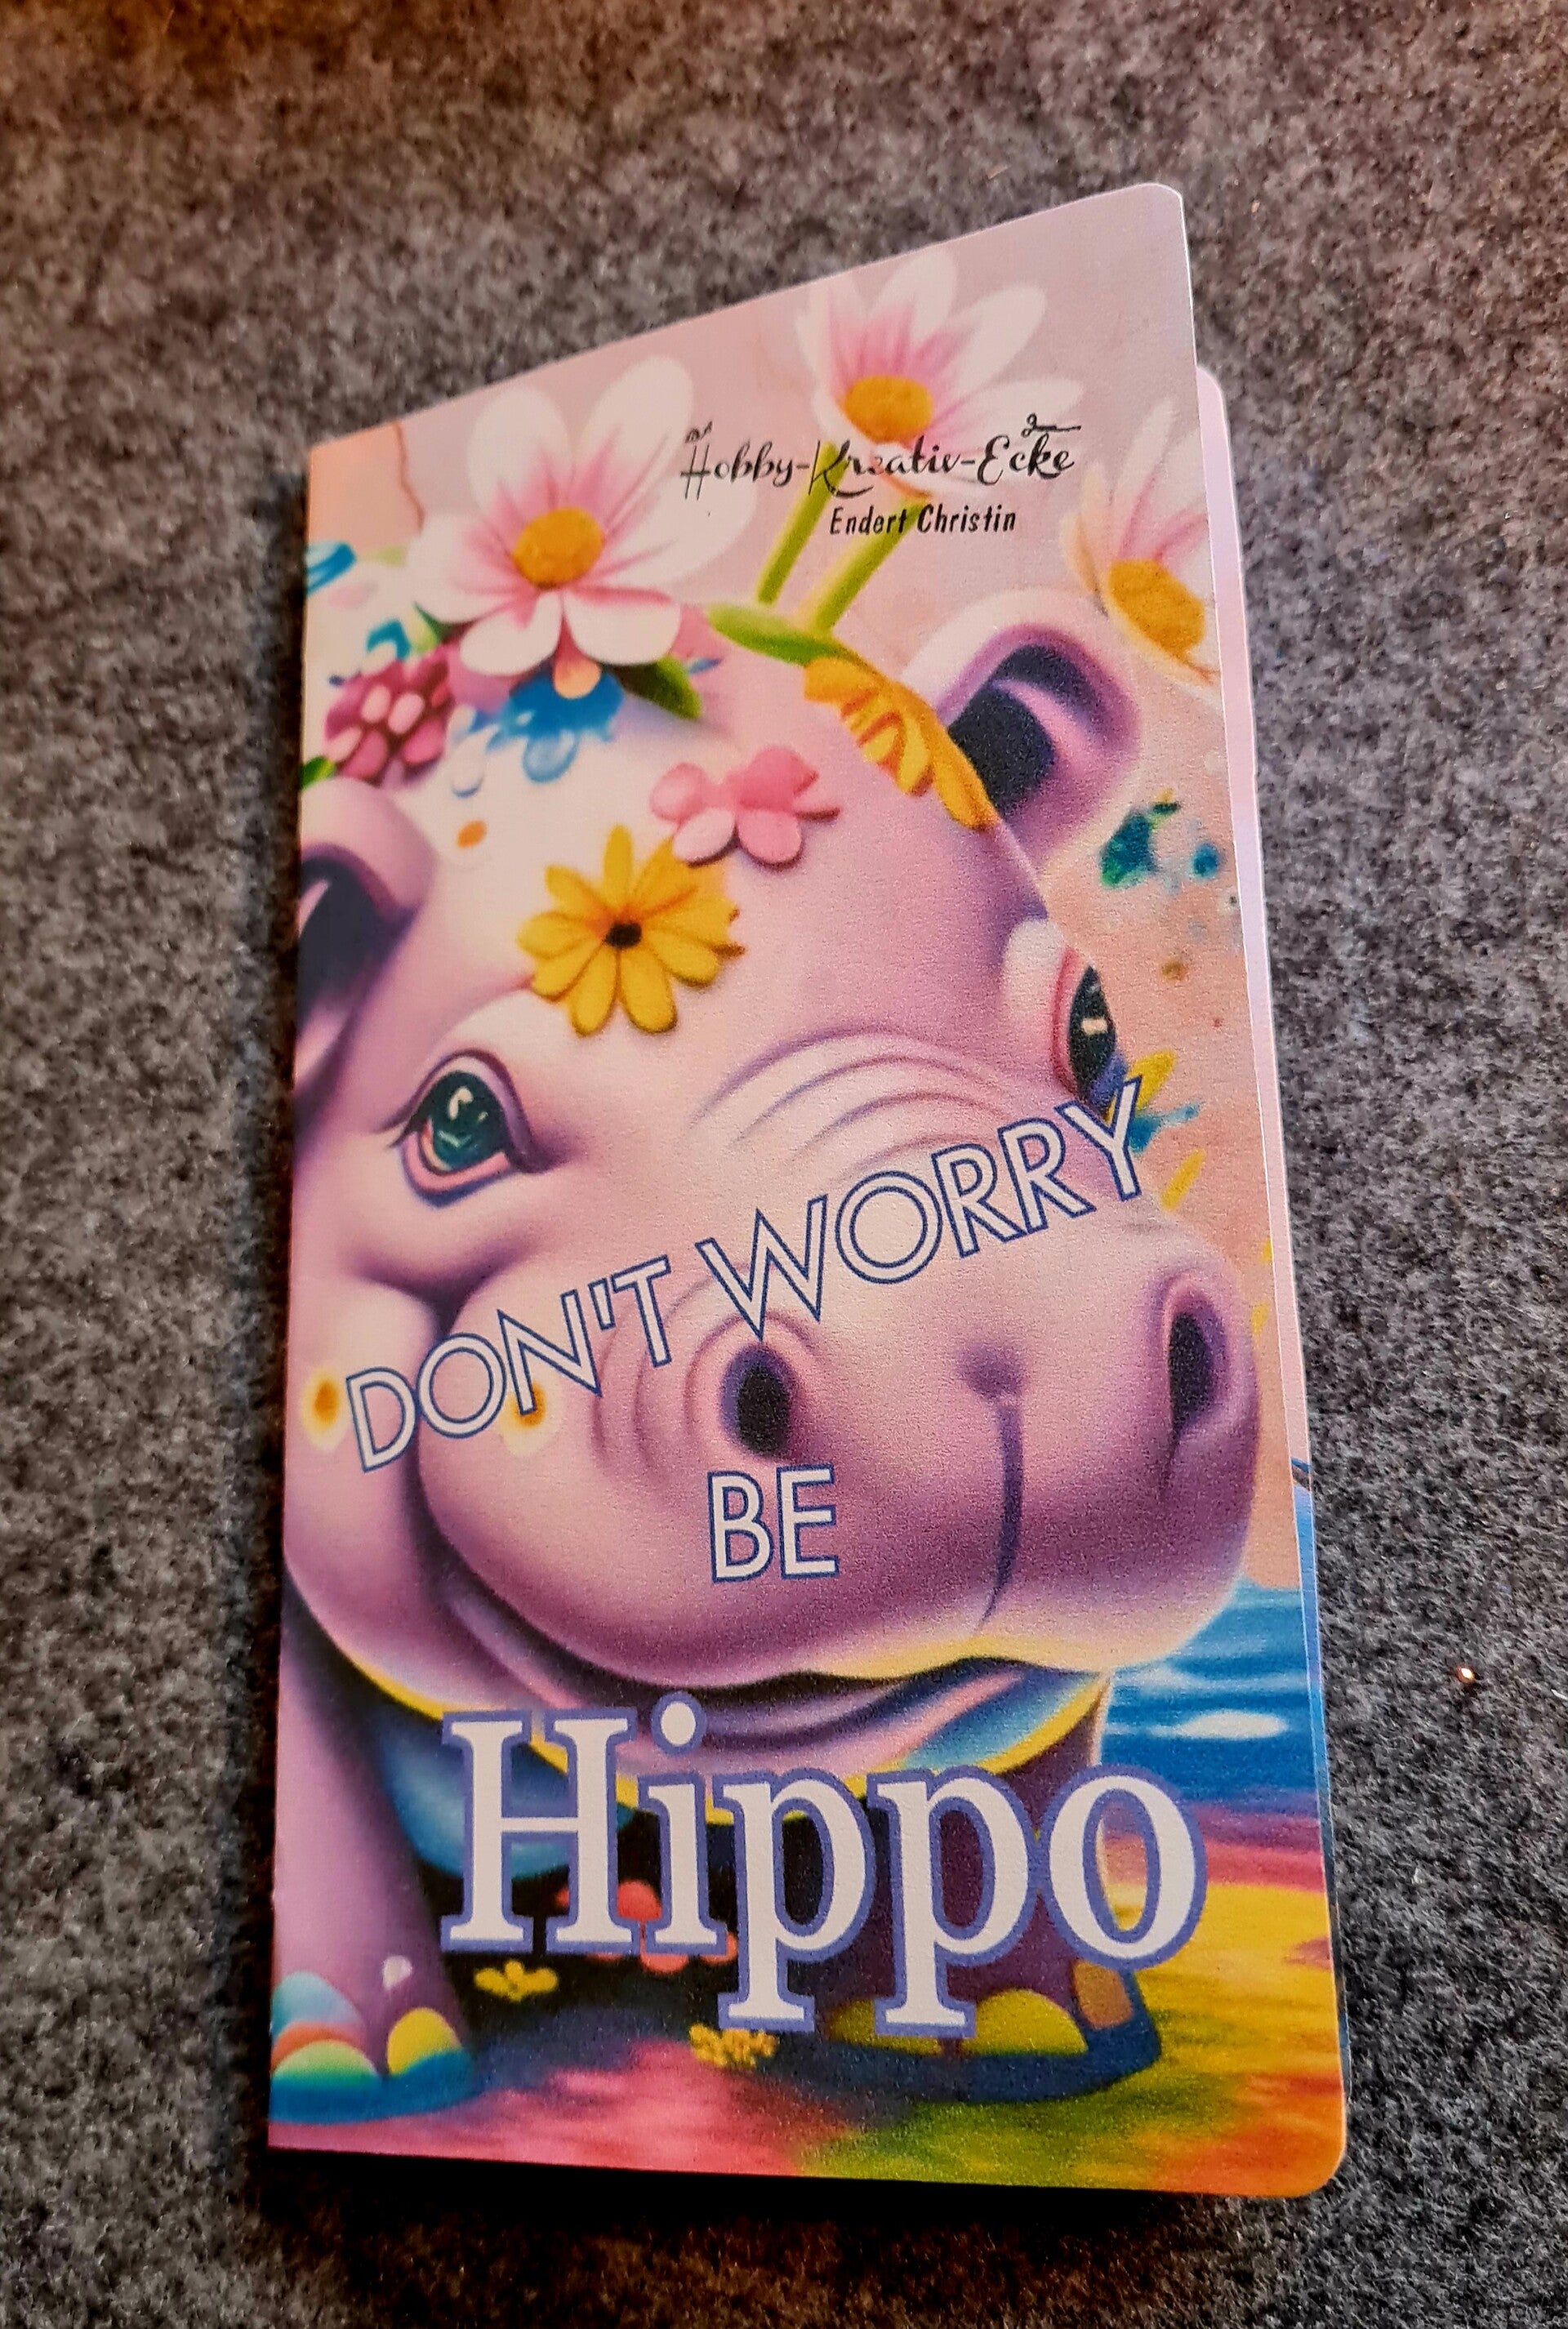 Hobby-Kreativ-Ecke
Endert Christin
DON'T WORRY
BE
Hippo